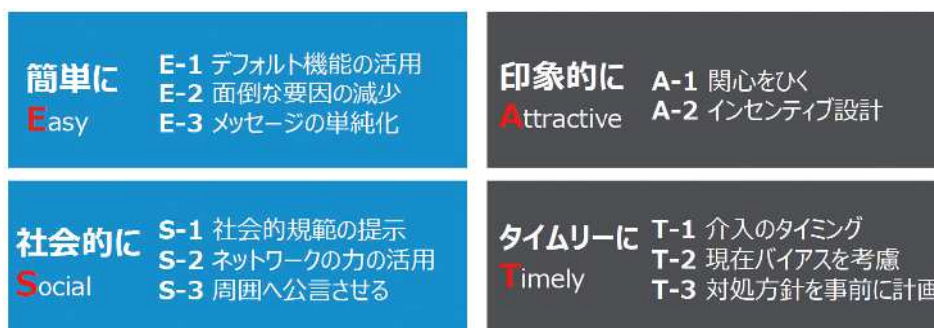 簡単に
Easy
E-1 デフォルト機能の活用
E-2 面倒な要因の減少
E-3 メッセージの単純化
印象的に
Attractive
A-1 関心をひく
A-2 インセンティブ設計
社会的に
Social
S-1 社会的規範の提示
S-2 ネットワークの力の活用
S-3 周囲へ公言させる
タイムリーに
Timely
T-1 介入のタイミング
T-2 現在バイアスを考慮
T-3 対処方針を事前に計画